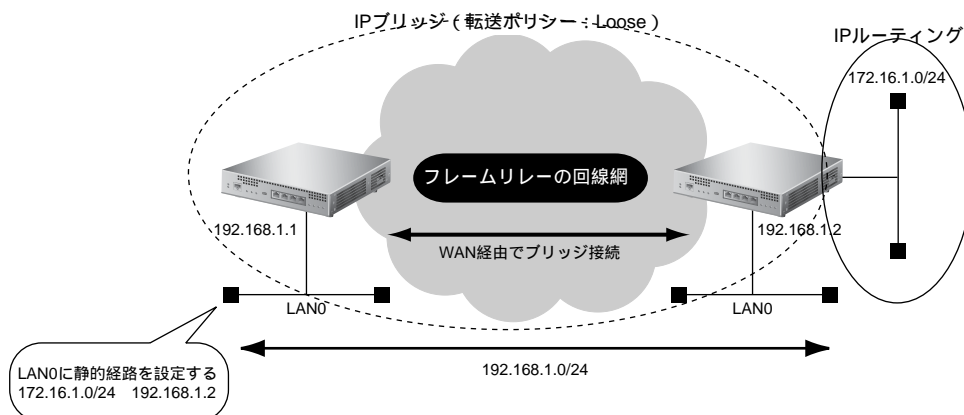 IPブリッジ（転送ポリシー：Loose）
IPルーティング
172.16.1.0/24
フレームリレーの回線網
192.168.1.1
192.168.1.2
WAN経由でブリッジ接続
LAN0
LAN0
LAN0に静的経路を設定する
172.16.1.0/24 192.168.1.2
192.168.1.0/24